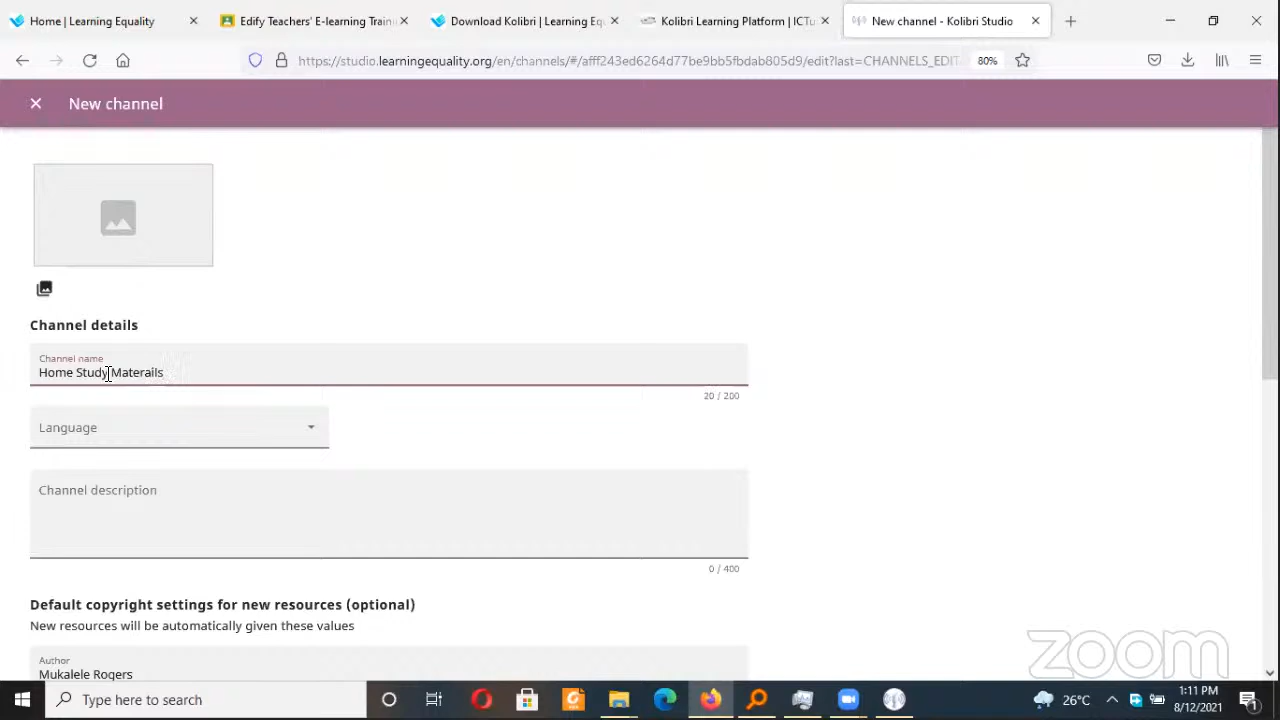 Home | Learning Equality
Edify Teachers' E-learning Traini
Download Kolibri | Learning Eq
Kolibri Learning Platform | ICTu
New channel - Kolibri Studio
https://studio.learningequality.org/en/channels/#/afff243ed6264d77be9bb5fbdab805d9/edit?last=CHANNELS_EDIT
80%
New channel
Channel details
Channel name
Home Study Materails
20 / 200
Language
Channel description
0 / 400
Default copyright settings for new resources (optional)
New resources will be automatically given these values
Author
Mukalele Rogers
zoom
Type here to search
26°C
1:11 PM
8/12/2021
1